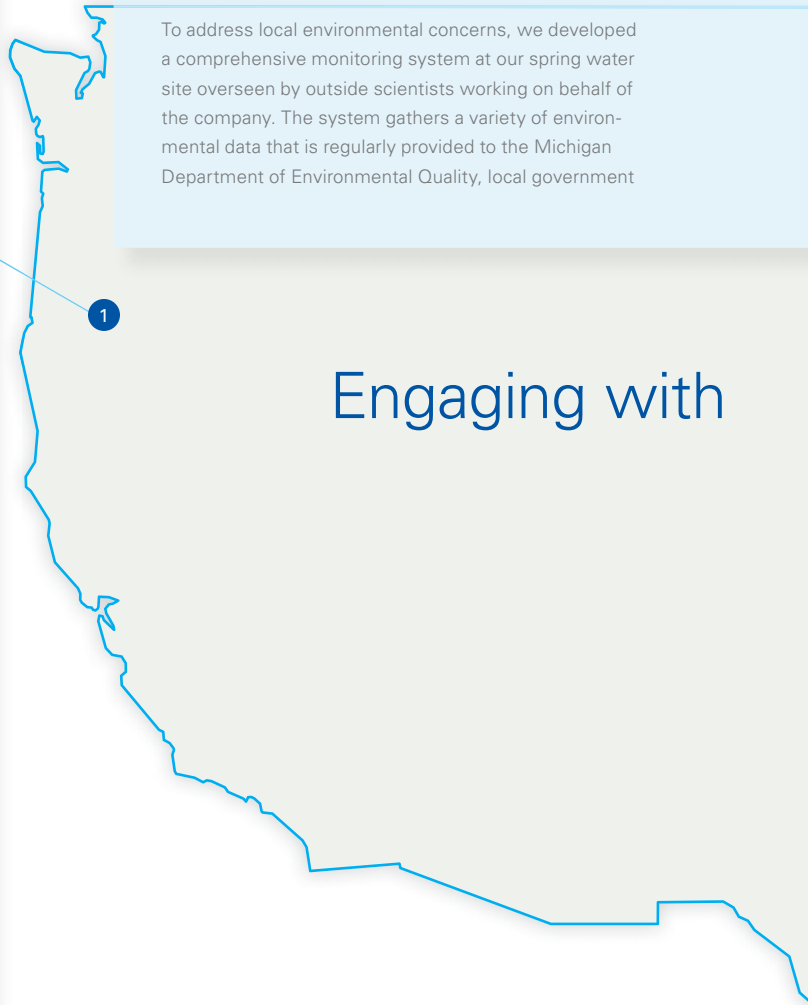 To address local environmental concerns, we developed
a comprehensive monitoring system at our spring water
site overseen by outside scientists working on behalf of
the company. The system gathers a variety of environ-
mental data that is regularly provided to the Michigan
Department of Environmental Quality, local government
1
Engaging with